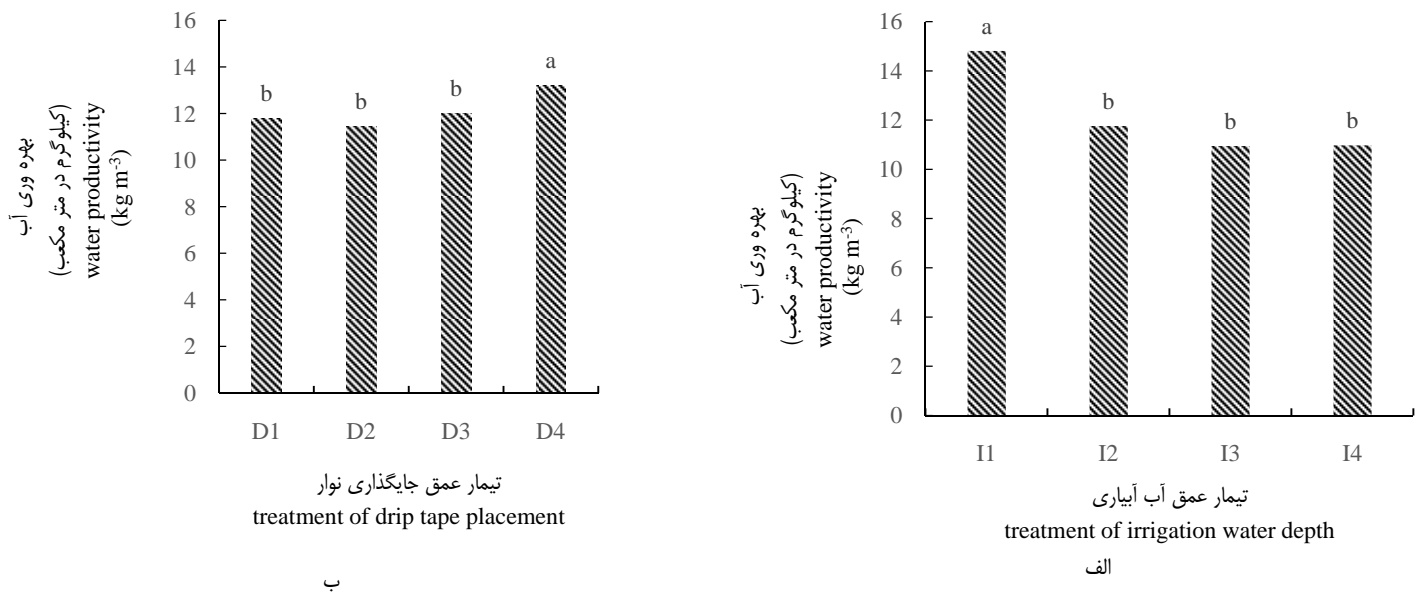 16
14
12
10
8
6
4
2
0
b
b
b
a
D1
D2
D3
D4
بهره وری آب
(کیلوگرم در متر مکعب)
water productivity
(kg m-3)
تیمار عمق جایگذاری نوار
treatment of drip tape placement
ب
16
14
12
10
8
6
4
2
0
a
b
b
b
I1
I2
I3
I4
بهره وری آب
(کیلوگرم در متر مکعب)
water productivity
(kg m-3)
تیمار عمق آب آبیاری
treatment of irrigation water depth
الف